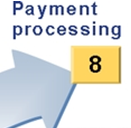 Payment
processing
8